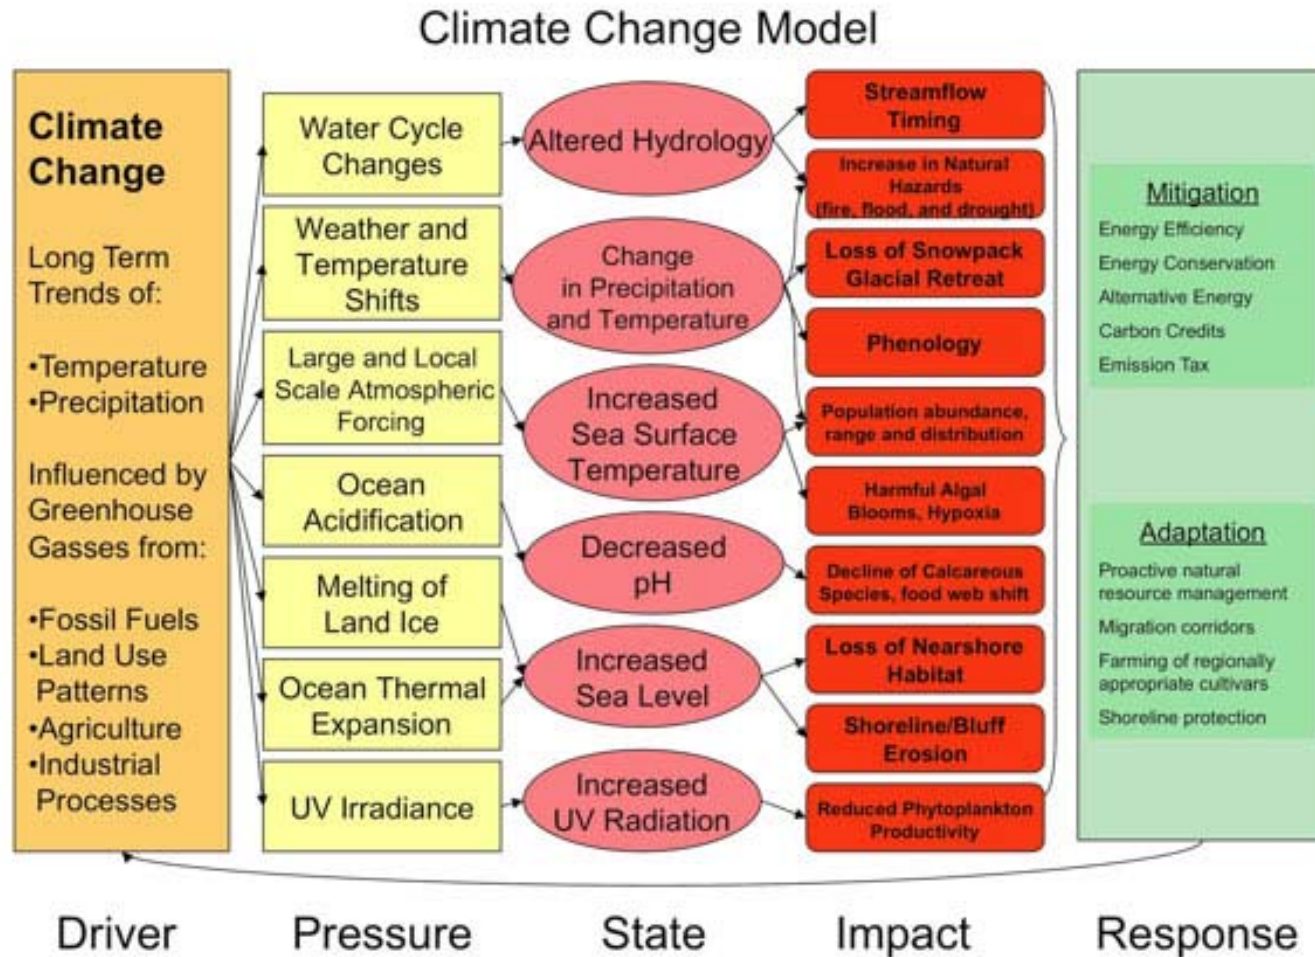 Climate Change Model
Climate
Change
Long Term
Trends of:
•Temperature
•Precipitation
Influenced by
Greenhouse
Gasses from:
•Fossil Fuels
•Land Use
Patterns
•Agriculture
•Industrial
Processes
Water Cycle
Changes
Weather and
Temperature
Shifts
Large and Local
Scale Atmospheric
Forcing
Ocean
Acidification
Melting of
Land Ice
Ocean Thermal
Expansion
UV Irradiance
Altered Hydrology
Change
in Precipitation
and Temperature
Increased
Sea Surface
Temperature
Decreased
pH
Increased
Sea Level
Increased
UV Radiation
Streamflow
Timing
Increase in Natural
Hazards
(fire, flood, and drought)
Loss of Snowpack
Glacial Retreat
Phenology
Population abundance,
range and distribution
Harmful Algal
Blooms, Hypoxia
Decline of Calcareous
Species, food web shift
Loss of Nearshore
Habitat
Shoreline/Bluff
Erosion
Reduced Phytoplankton
Productivity
Mitigation
Energy Efficiency
Energy Conservation
Alternative Energy
Carbon Credits
Emission Tax
Adaptation
Proactive natural
resource management
Migration corridors
Farming of regionally
appropriate cultivars
Shoreline protection
Driver
Pressure
State
Impact
Response